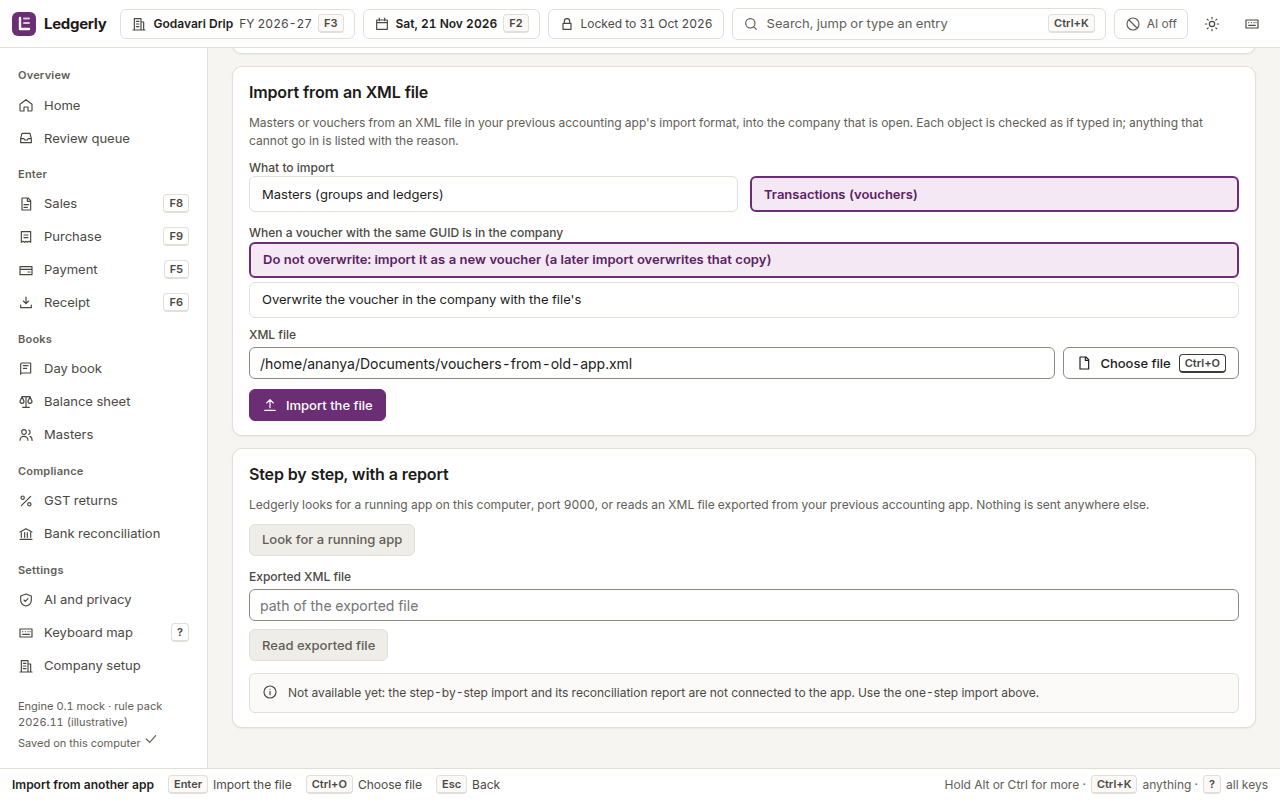 Ledgerly
Godavari Drip FY 2026-27 F3
Sat, 21 Nov 2026 F2
Locked to 31 Oct 2026
Search, jump or type an entry Ctrl+K
AI off
Overview
Home
Review queue
Enter
Sales F8
Purchase F9
Payment F5
Receipt F6
Books
Day book
Balance sheet
Masters
Compliance
GST returns
Bank reconciliation
Settings
AI and privacy
Keyboard map ?
Company setup
Engine 0.1 mock · rule pack
2026.11 (illustrative)
Saved on this computer
Import from an XML file
Masters or vouchers from an XML file in your previous accounting app's import format, into the company that is open. Each object is checked as if typed in; anything that
cannot go in is listed with the reason.
What to import
Masters (groups and ledgers)
Transactions (vouchers)
When a voucher with the same GUID is in the company
Do not overwrite: import it as a new voucher (a later import overwrites that copy)
Overwrite the voucher in the company with the file's
XML file
/home/ananya/Documents/vouchers-from-old-app.xml
Choose file Ctrl+O
Import the file
Step by step, with a report
Ledgerly looks for a running app on this computer, port 9000, or reads an XML file exported from your previous accounting app. Nothing is sent anywhere else.
Look for a running app
Exported XML file
path of the exported file
Read exported file
Not available yet: the step-by-step import and its reconciliation report are not connected to the app. Use the one-step import above.
Import from another app Enter Import the file Ctrl+O Choose file Esc Back
Hold Alt or Ctrl for more · Ctrl+K anything · ? all keys